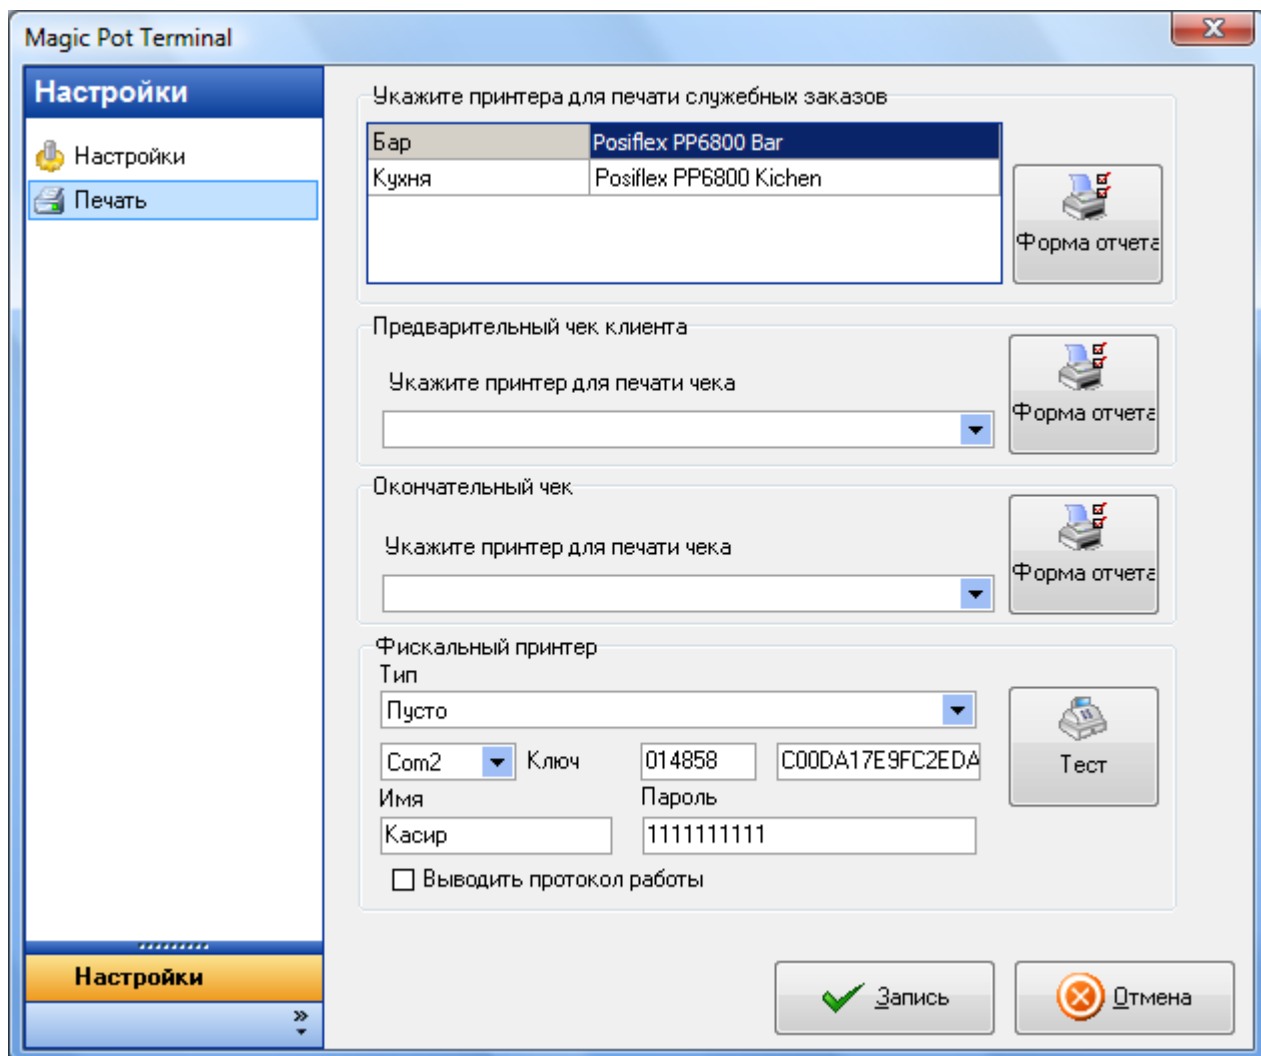 Magic Pot Terminal
Настройки
Настройки
Печать
Настройки
Укажите принтера для печати служебных заказов
Бар Posiflex PP6800 Bar
Кухня Posiflex PP6800 Kichen
Форма отчета
Предварительный чек клиента
Укажите принтер для печати чека
Форма отчета
Окончательный чек
Укажите принтер для печати чека
Форма отчета
Фискальный принтер
Тип
Пусто
Com2 Ключ 014858 C00DA17E9FC2EDA
Имя Пароль
Касир 1111111111
Тест
Выводить протокол работы
Запись Отмена